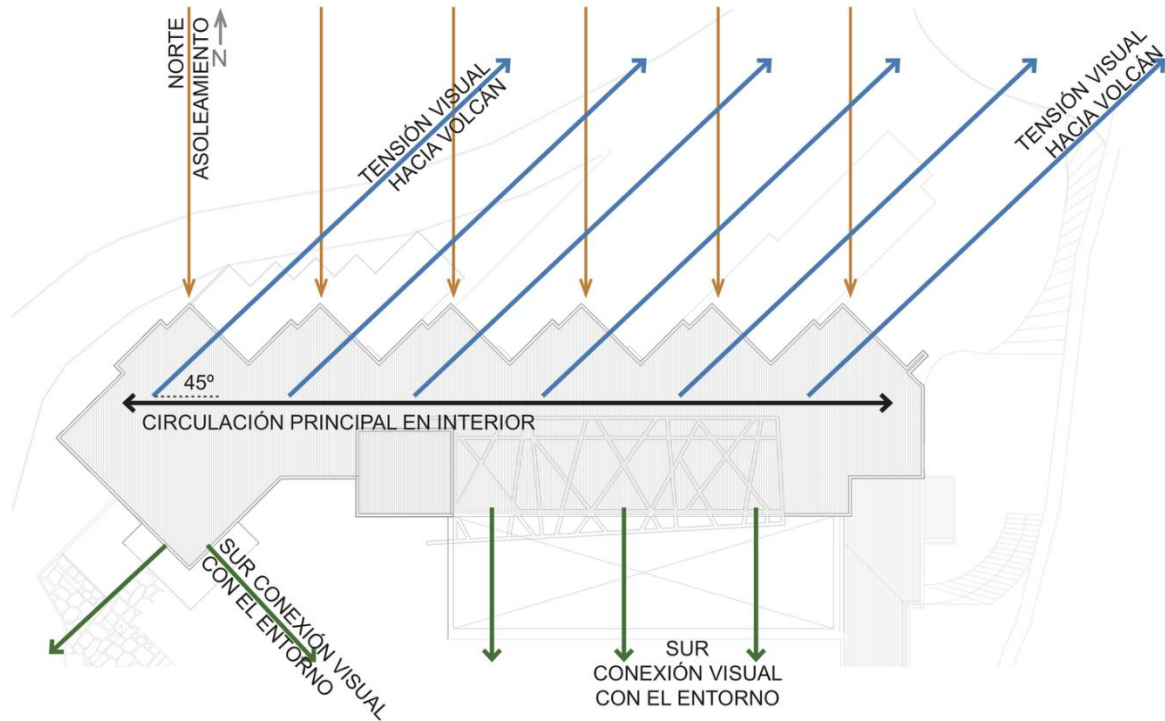 NORTE
ASOLEAMIENTO
N
TENSIÓN VISUAL
HACIA VOLCÁN
TENSIÓN VISUAL
HACIA VOLCÁN
45º
CIRCULACIÓN PRINCIPAL EN INTERIOR
SUR CONEXIÓN VISUAL
CON EL ENTORNO
SUR
CONEXIÓN VISUAL
CON EL ENTORNO